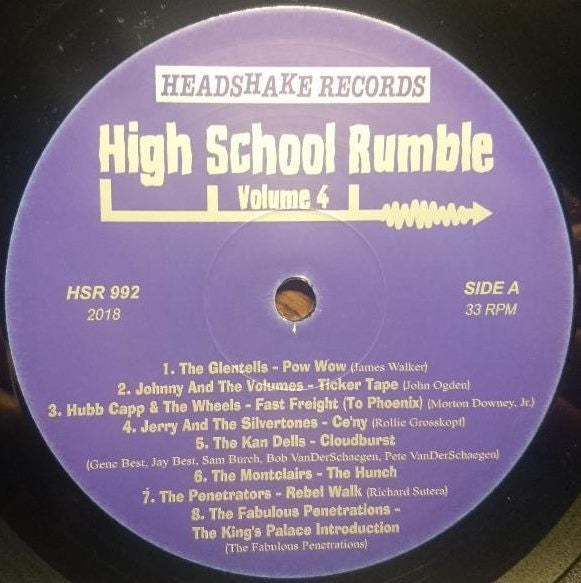 HEADSHAKE RECORDS
High School Rumble
Volume 4
HSR 992
2018
SIDE A
33 RPM
1. The Glentells - Pow Wow (James Walker)
2. Johnny And The Volumes - Ticker Tape (John Ogden)
3. Hubb Capp & The Wheels - Fast Freight (To Phoenix) (Morton Downey, Jr.)
4. Jerry And The Silvertones - Ce'ny (Rollie Grosskopf)
5. The Kan Dells - Cloudburst
(Gene Best, Jay Best, Sam Burch, Bob VanDerSchaegen, Pete VanDerSchaegen)
6. The Montclairs - The Hunch
7. The Penetrators - Rebel Walk (Richard Sutera)
8. The Fabulous Penetrations -
The King's Palace Introduction
(The Fabulous Penetrations)